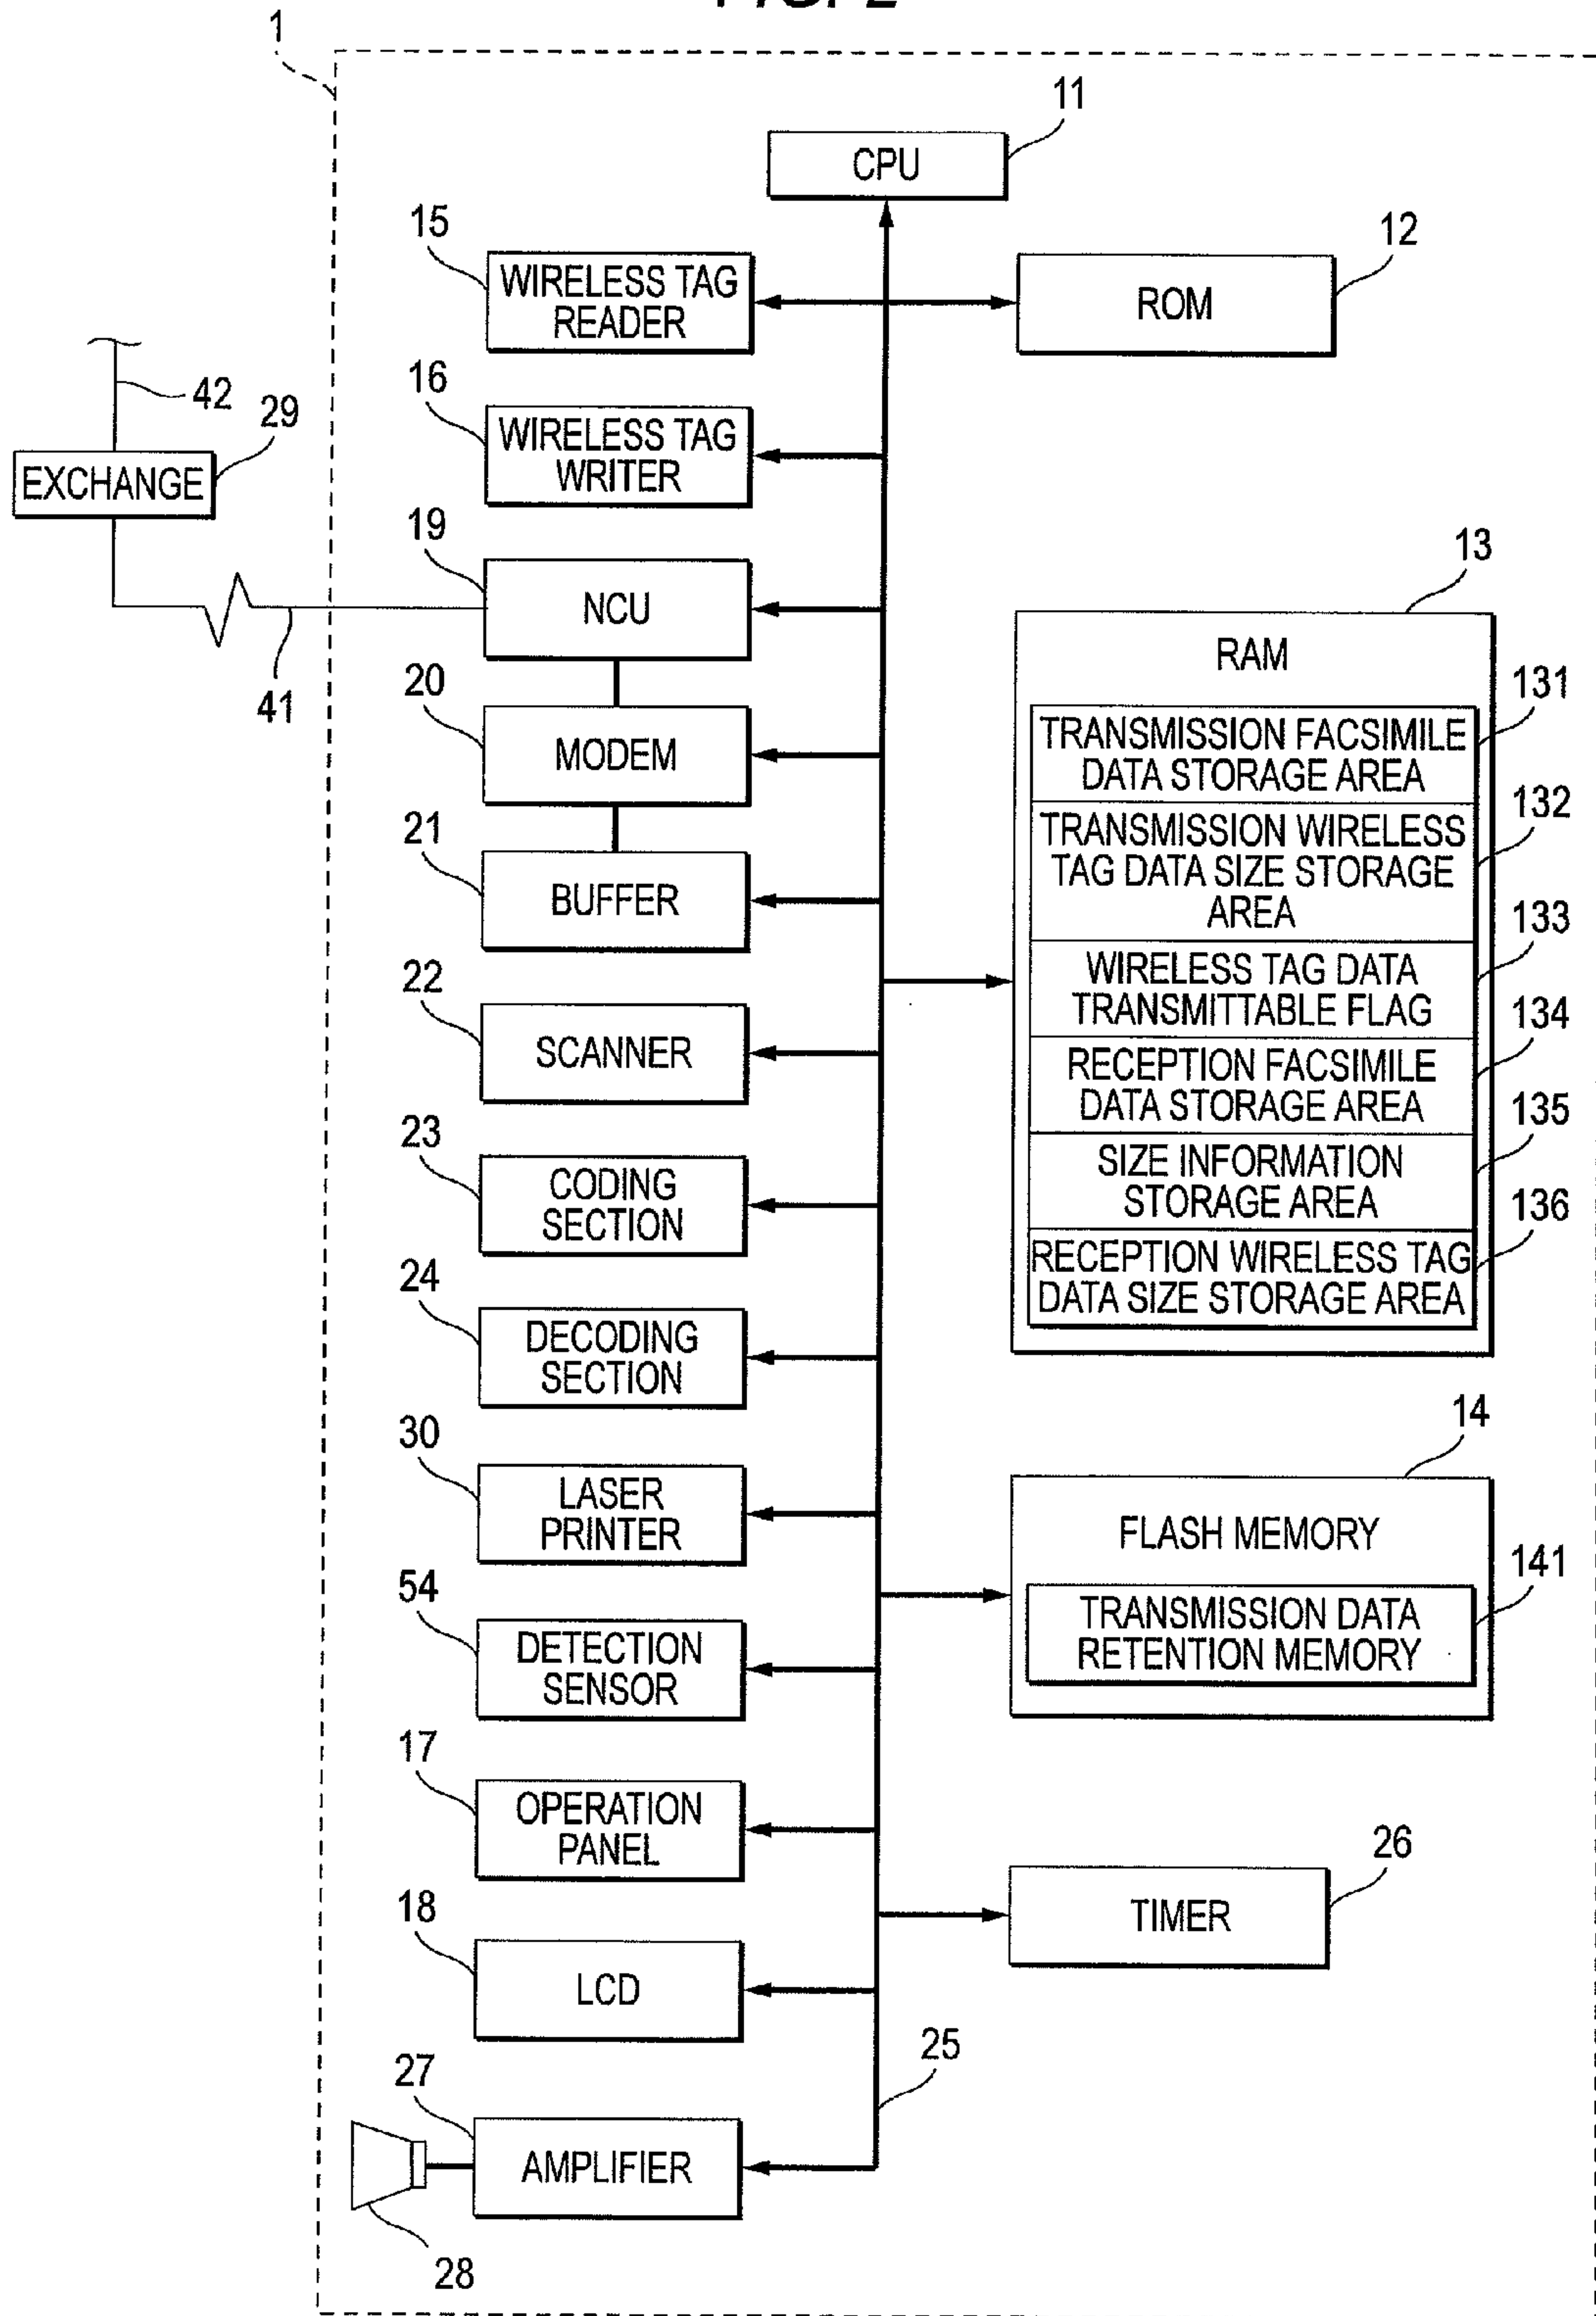 FIG. 2
1
11
CPU
15
WIRELESS TAG
READER
12
ROM
42
29
EXCHANGE
16
WIRELESS TAG
WRITER
19
NCU
41
13
RAM
131
TRANSMISSION FACSIMILE
DATA STORAGE AREA
132
TRANSMISSION WIRELESS
TAG DATA SIZE STORAGE
AREA
133
WIRELESS TAG DATA
TRANSMITTABLE FLAG
134
RECEPTION FACSIMILE
DATA STORAGE AREA
135
SIZE INFORMATION
STORAGE AREA
136
RECEPTION WIRELESS TAG
DATA SIZE STORAGE AREA
20
MODEM
21
BUFFER
22
SCANNER
23
CODING
SECTION
24
DECODING
SECTION
30
LASER
PRINTER
14
FLASH MEMORY
141
TRANSMISSION DATA
RETENTION MEMORY
54
DETECTION
SENSOR
17
OPERATION
PANEL
26
TIMER
18
LCD
25
27
AMPLIFIER
28